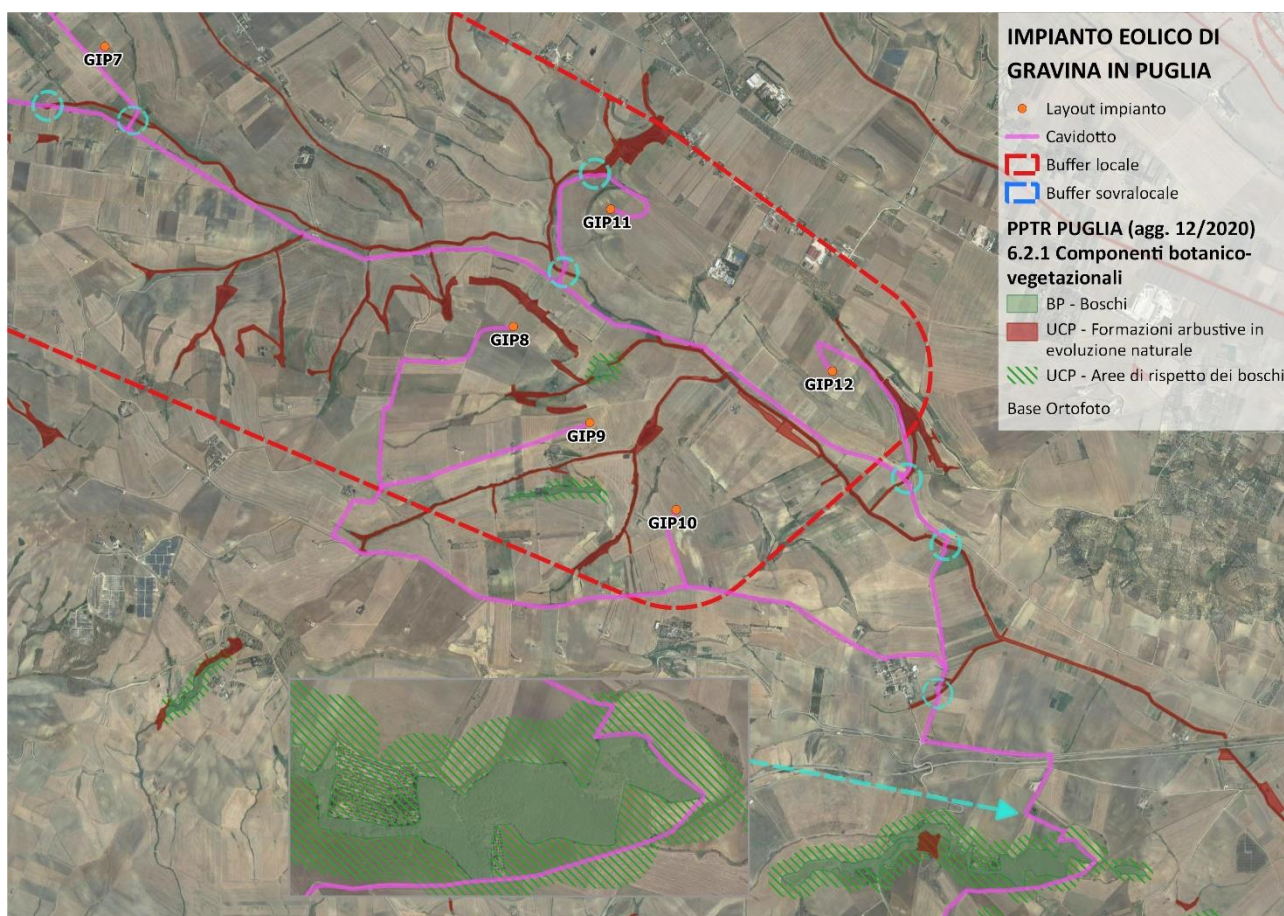 IMPIANTO EOLICO DI
GRAVINA IN PUGLIA
Layout impianto
Cavidotto
Buffer locale
Buffer sovralocale
PPTR PUGLIA (agg. 12/2020)
6.2.1 Componenti botanico-
vegetazionali
BP - Boschi
UCP - Formazioni arbustive in
evoluzione naturale
UCP - Aree di rispetto dei boschi
Base Ortofoto
GIP7
GIP11
GIP8
GIP12
GIP9
GIP10